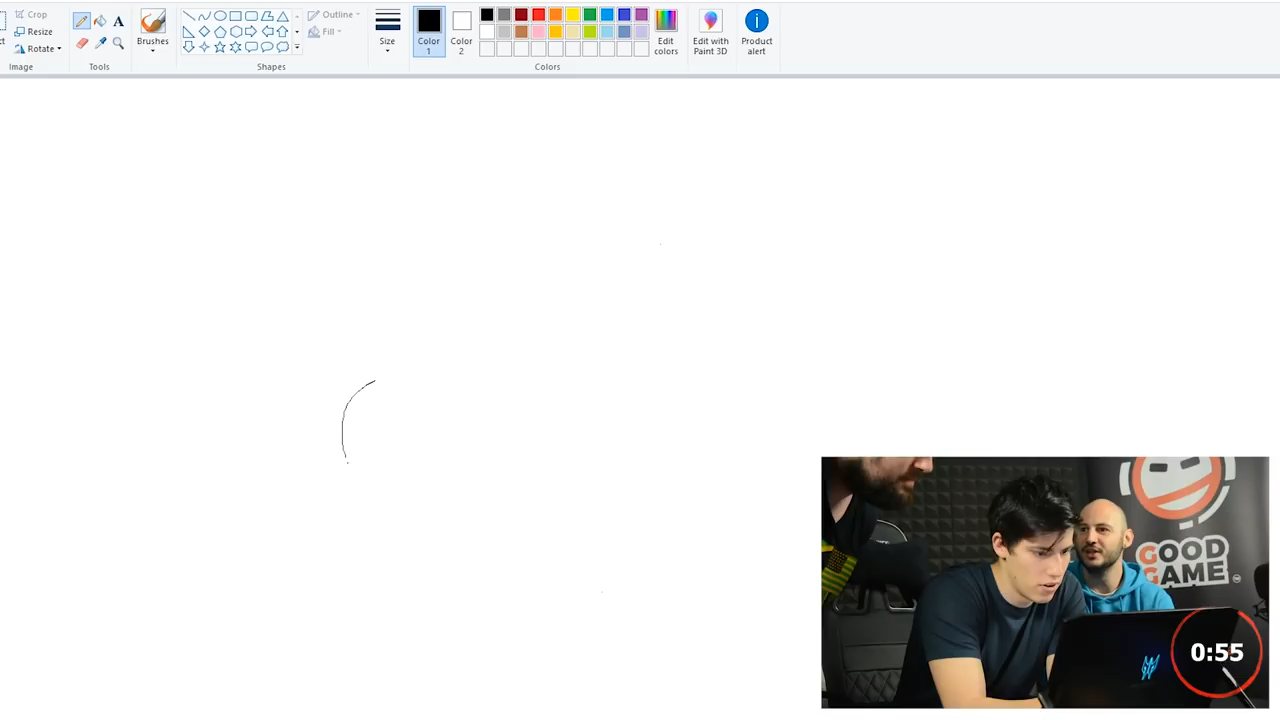 Crop
Resize
Rotate
Image
A
Tools
Brushes
Shapes
Outline
Fill
Size
Color 1
Color 2
Edit colors
Colors
Edit with Paint 3D
Product alert
GOOD
GAME
0:55